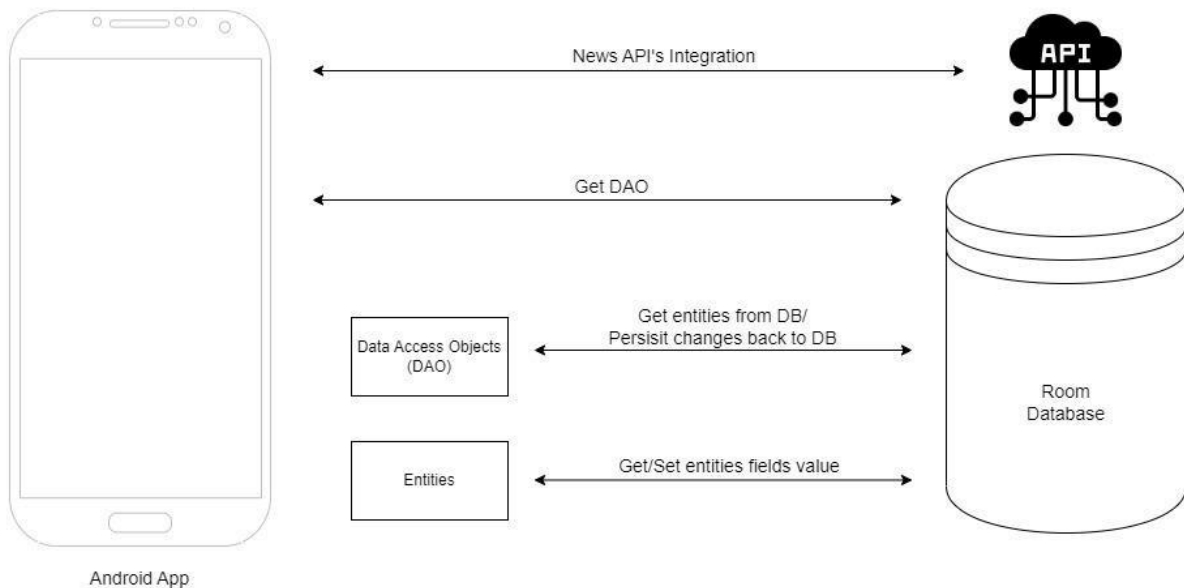 API
News API's Integration
Get DAO
Get entities from DB/
Persisit changes back to DB
Data Access Objects
(DAO)
Room
Database
Get/Set entities fields value
Entities
Android App